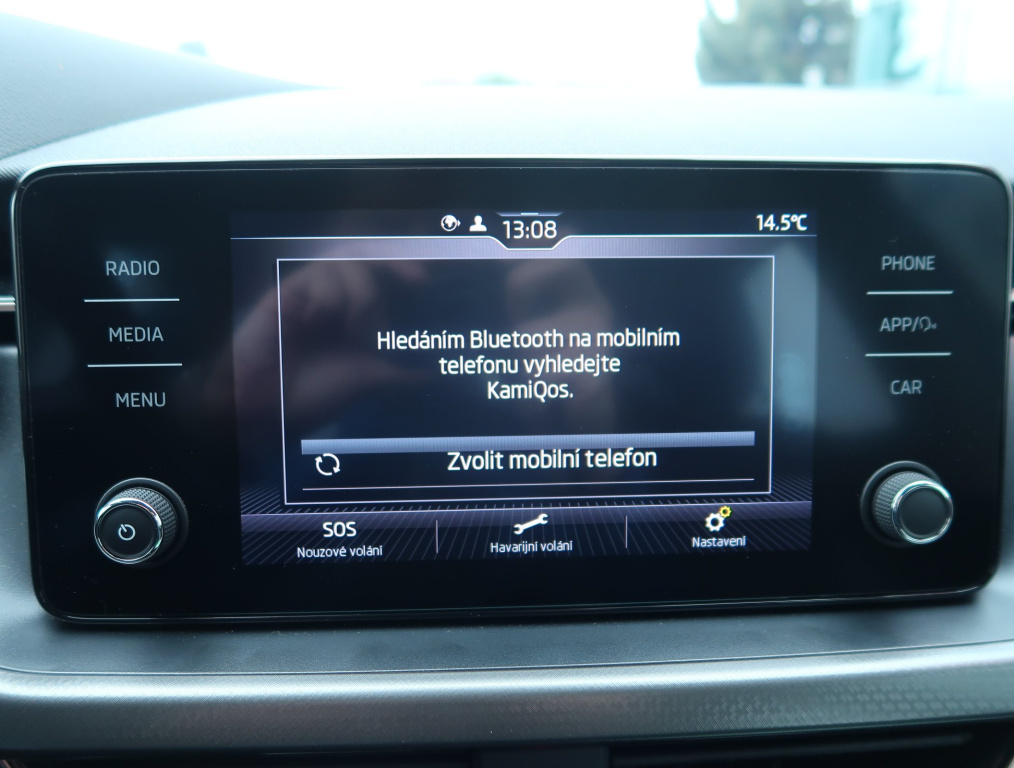 13:08
14.5°C
RADIO
MEDIA
MENU
PHONE
APP/
CAR
Hledáním Bluetooth na mobilním
telefonu vyhledejte
KamiQos.
Zvolit mobilní telefon
SOS
Nouzové volání
Havarijní volání
Nastavení